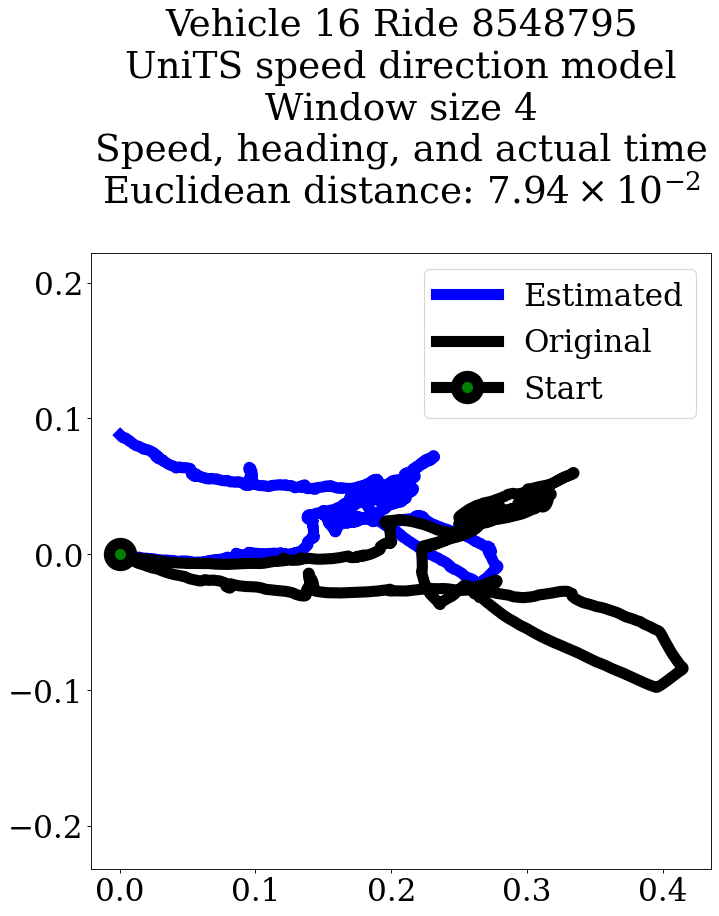 Vehicle 16 Ride 8548795
UniTS speed direction model
Window size 4
Speed, heading, and actual time
Euclidean distance: 7.94 × 10⁻²
Estimated
Original
Start
0.2
0.1
0.0
−0.1
−0.2
0.0 0.1 0.2 0.3 0.4